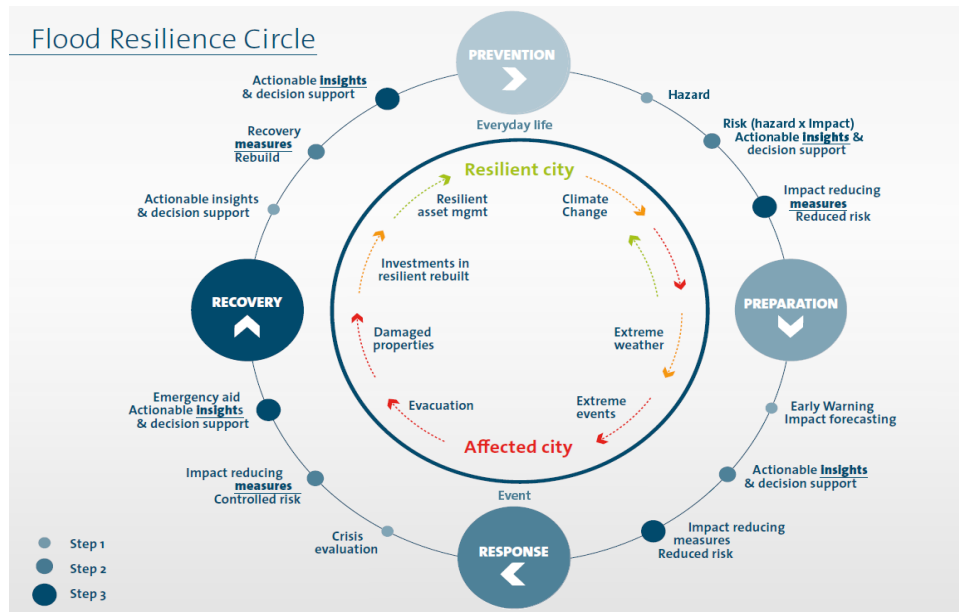 Flood Resilience Circle
PREVENTION
Everyday life
Hazard
Risk (hazard x Impact)
Actionable insights &
decision support
Impact reducing
measures
Reduced risk
PREPARATION
Early Warning
Impact forecasting
Actionable insights
& decision support
Impact reducing
measures
Reduced risk
Event
RESPONSE
Crisis
evaluation
Impact reducing
measures
Controlled risk
Emergency aid
Actionable insights
& decision support
RECOVERY
Actionable insights
& decision support
Recovery
measures
Rebuild
Actionable insights
& decision support
Resilient city
Climate
Change
Extreme
weather
Extreme
events
Affected city
Evacuation
Damaged
properties
Investments in
resilient rebuilt
Resilient
asset mgmt
Step 1
Step 2
Step 3